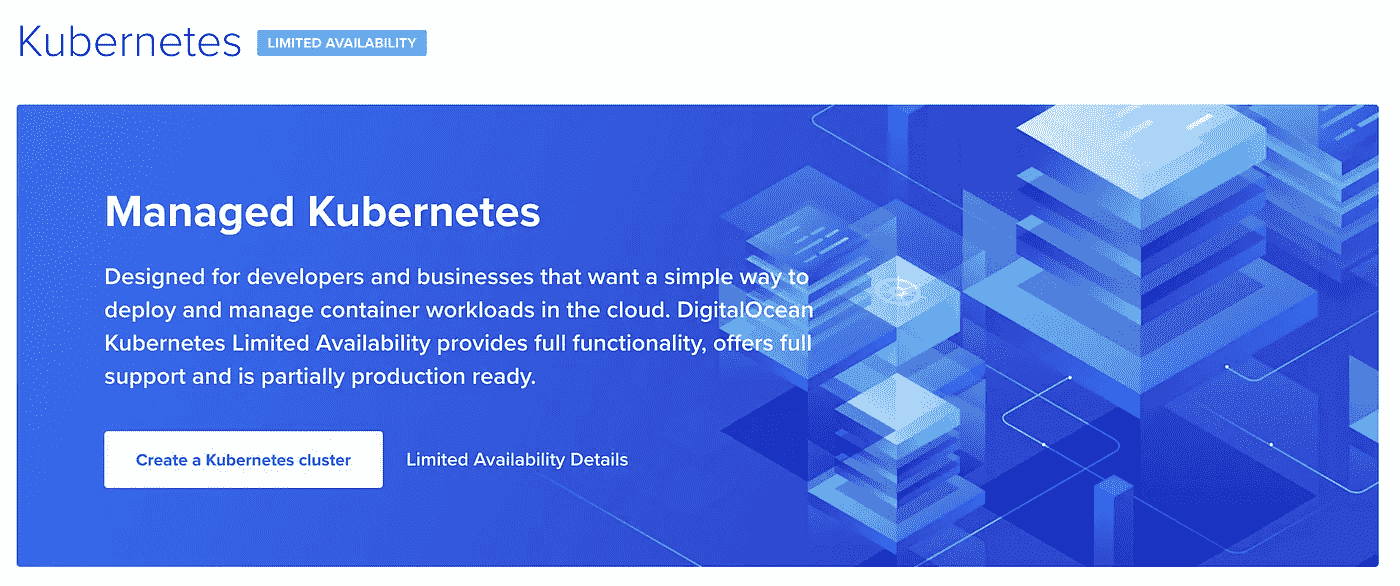 Kubernetes LIMITED AVAILABILITY
Managed Kubernetes
Designed for developers and businesses that want a simple way to
deploy and manage container workloads in the cloud. DigitalOcean
Kubernetes Limited Availability provides full functionality, offers full
support and is partially production ready.
Create a Kubernetes cluster Limited Availability Details